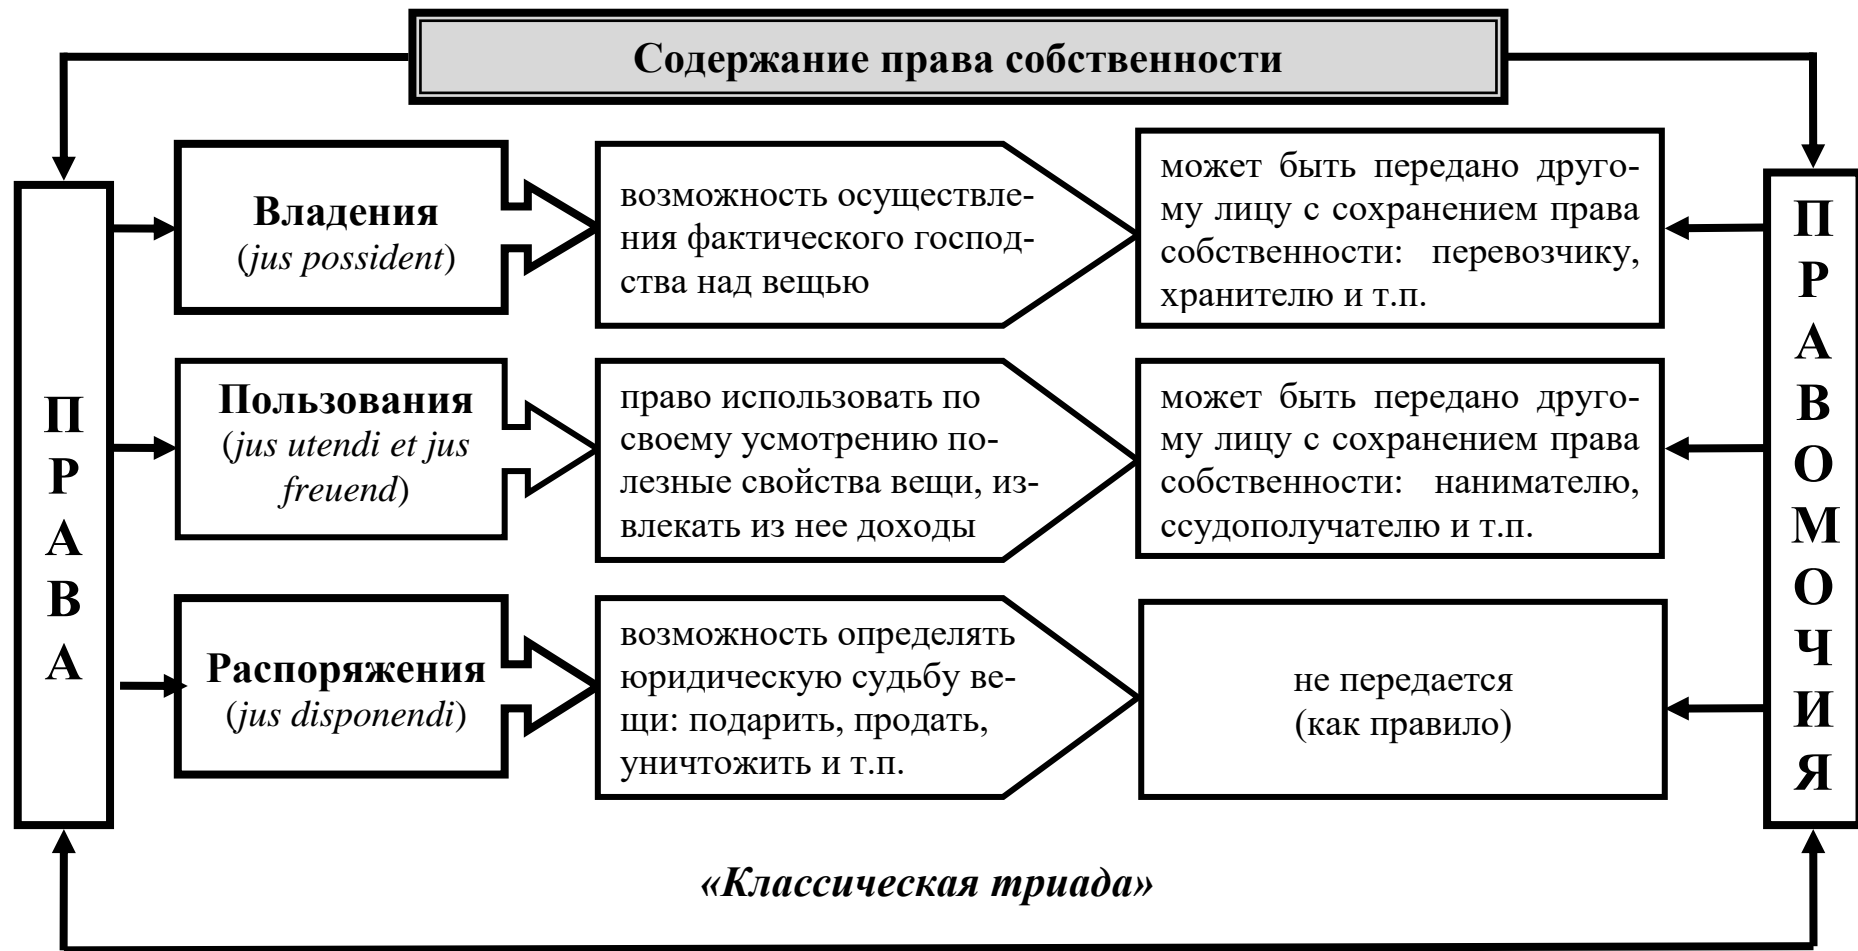 Содержание права собственности
ПРАВА
Владения
(jus possident)
возможность осуществле-
ния фактического господ-
ства над вещью
может быть передано друго-
му лицу с сохранением права
собственности: перевозчику,
хранителю и т.п.
Пользования
(jus utendi et jus
freuend)
право использовать по
своему усмотрению по-
лезные свойства вещи, из-
влекать из нее доходы
может быть передано друго-
му лицу с сохранением права
собственности: нанимателю,
ссудополучателю и т.п.
Распоряжения
(jus disponendi)
возможность определять
юридическую судьбу ве-
щи: подарить, продать,
уничтожить и т.п.
не передается
(как правило)
ПРАВОМОЧИЯ
«Классическая триада»